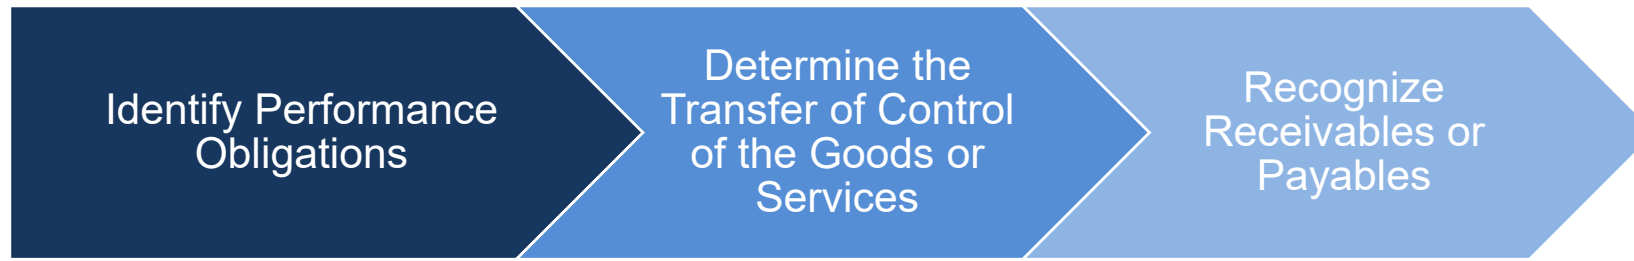 Identify Performance
Obligations
Determine the
Transfer of Control
of the Goods or
Services
Recognize
Receivables or
Payables